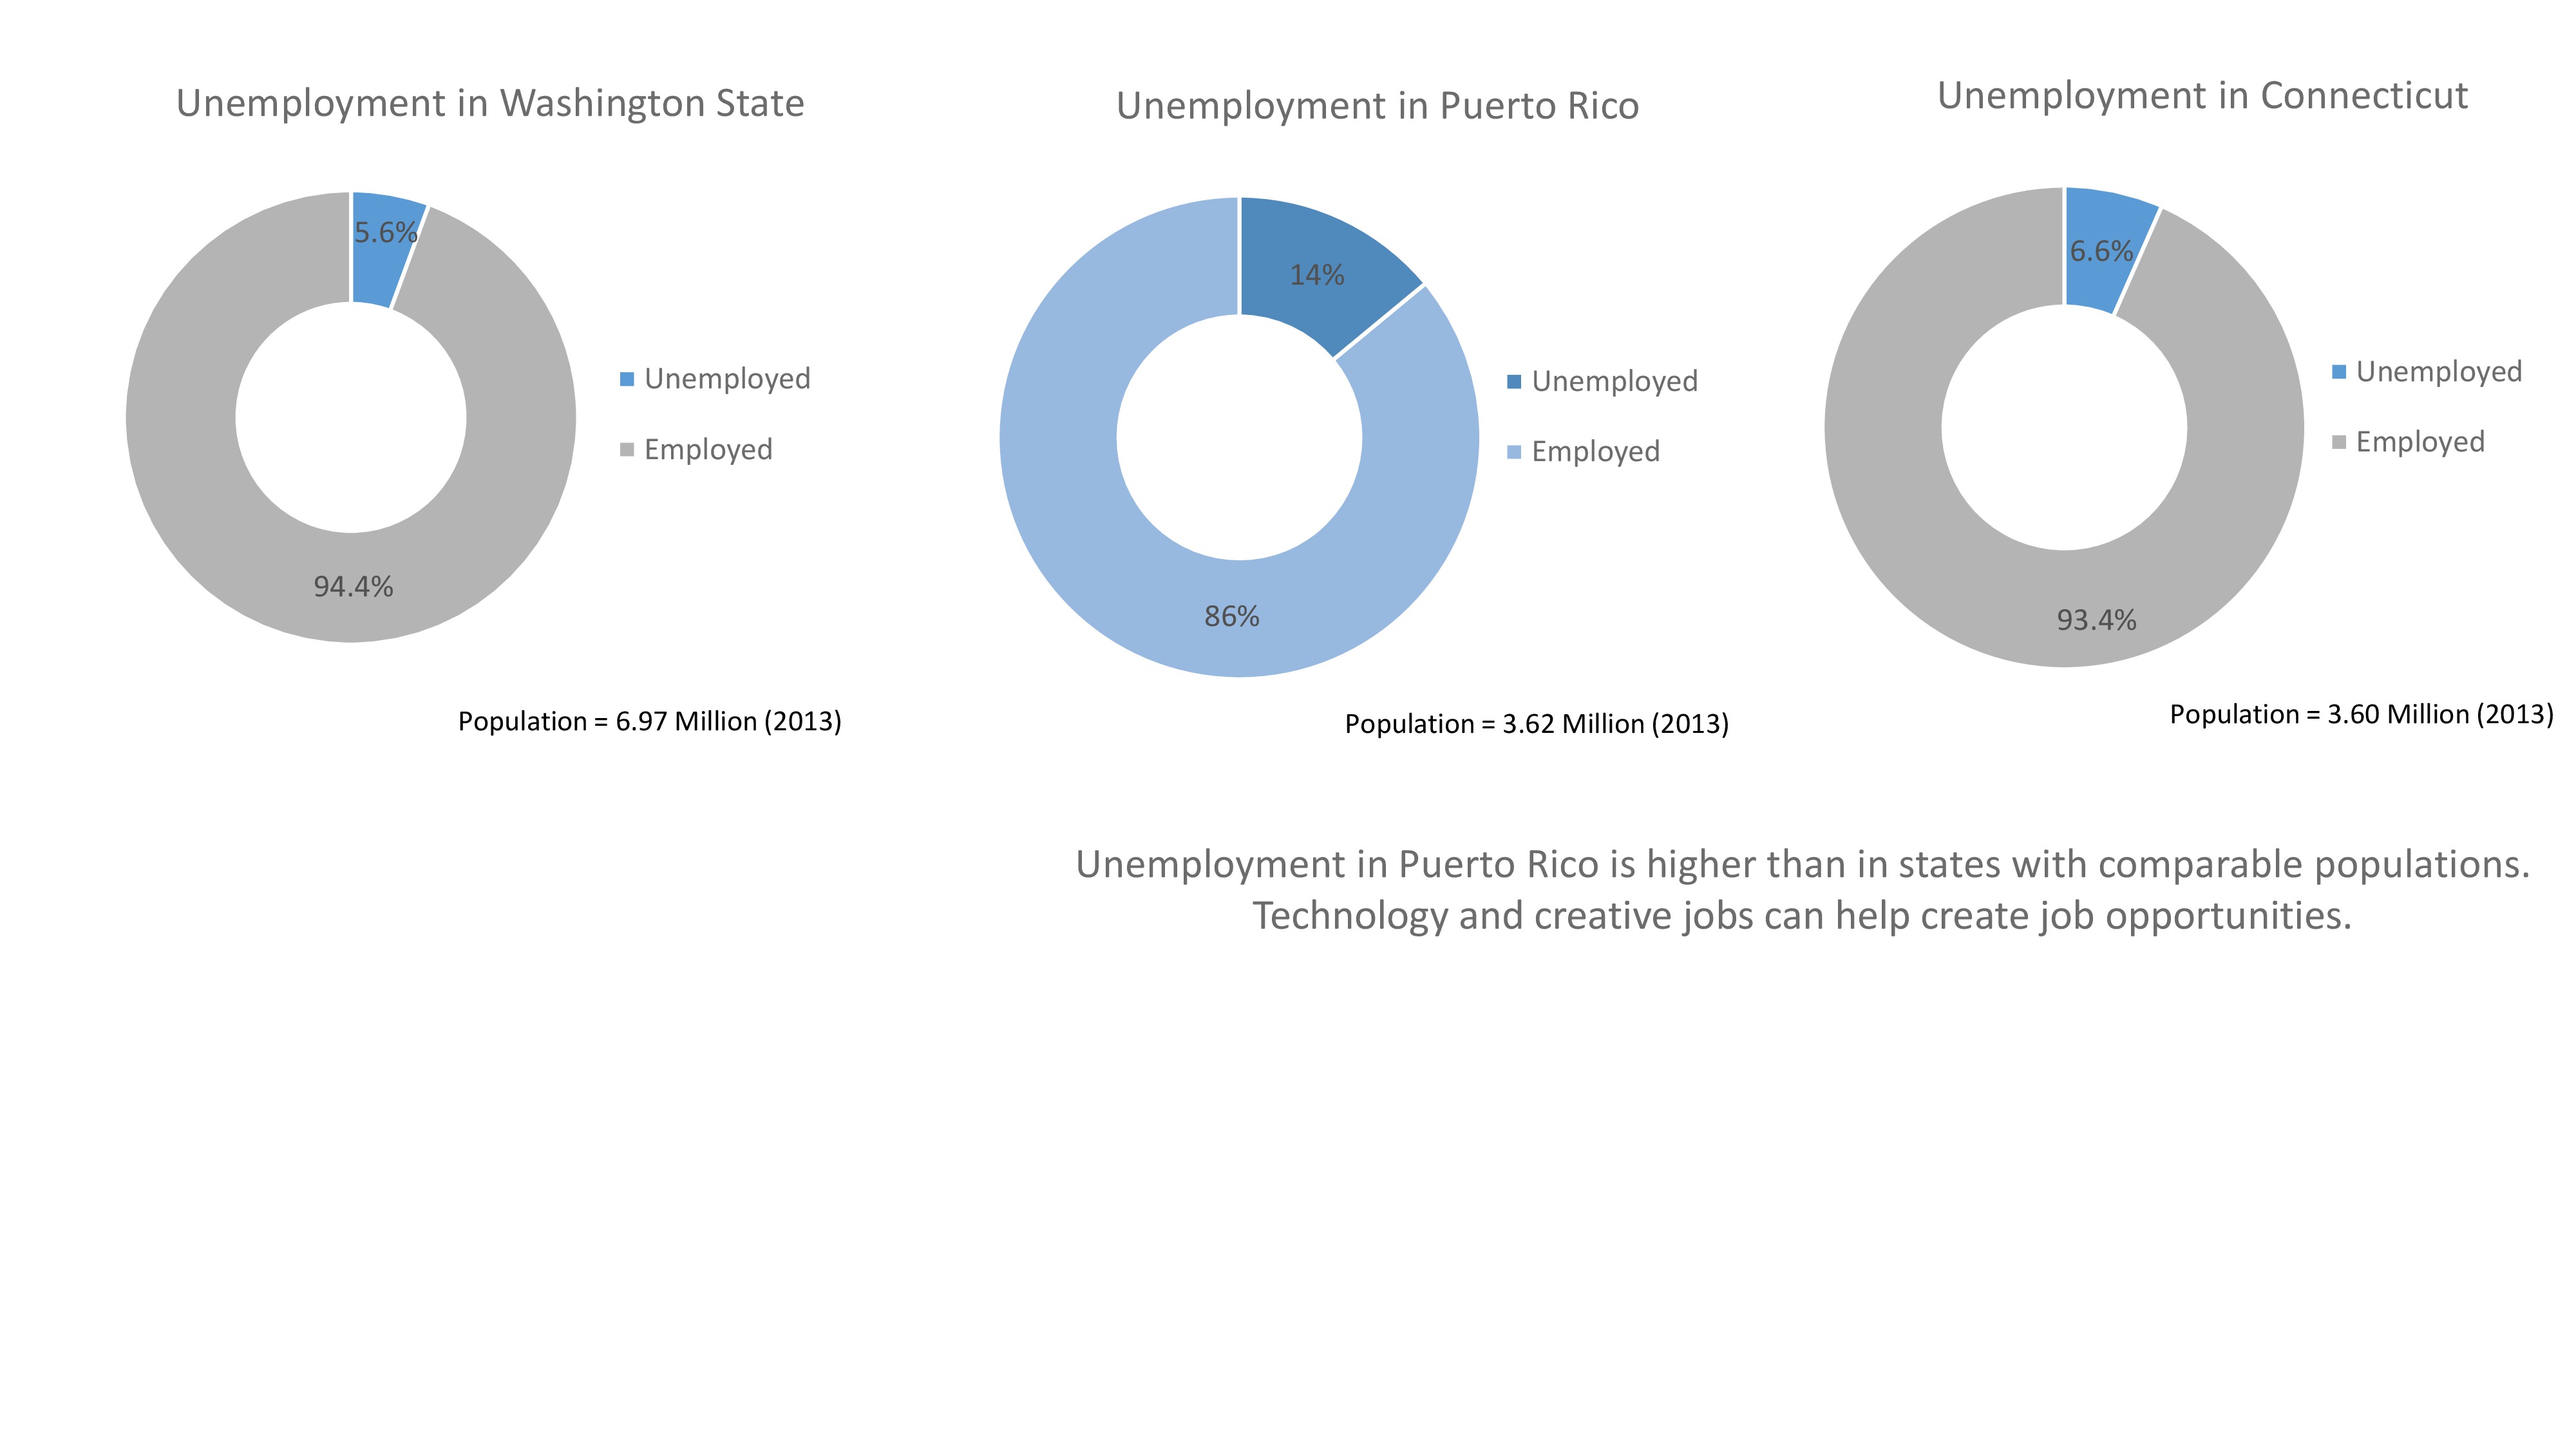 Unemployment in Washington State
5.6%
94.4%
Unemployed
Employed
Population = 6.97 Million (2013)
Unemployment in Puerto Rico
14%
86%
Unemployed
Employed
Population = 3.62 Million (2013)
Unemployment in Connecticut
6.6%
93.4%
Unemployed
Employed
Population = 3.60 Million (2013)
Unemployment in Puerto Rico is higher than in states with comparable populations.
Technology and creative jobs can help create job opportunities.